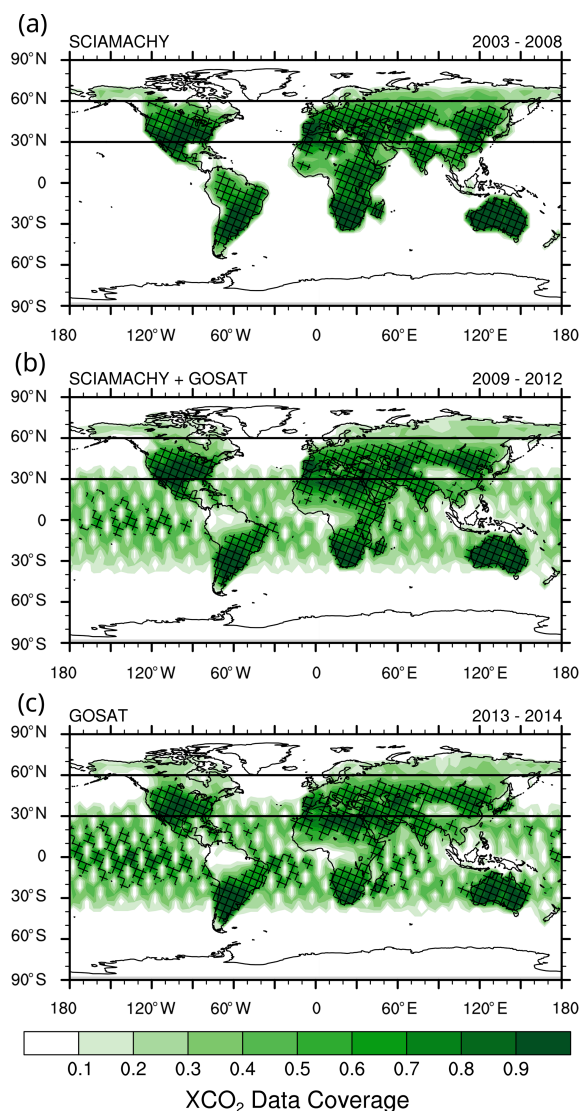 (a)
SCIAMACHY 2003 - 2008
90°N
60°N
30°N
0
30°S
60°S
90°S
180 120°W 60°W 0 60°E 120°E 180
(b)
SCIAMACHY + GOSAT 2009 - 2012
90°N
60°N
30°N
0
30°S
60°S
90°S
180 120°W 60°W 0 60°E 120°E 180
(c)
GOSAT 2013 - 2014
90°N
60°N
30°N
0
30°S
60°S
90°S
180 120°W 60°W 0 60°E 120°E 180
0.1 0.2 0.3 0.4 0.5 0.6 0.7 0.8 0.9
XCO₂ Data Coverage